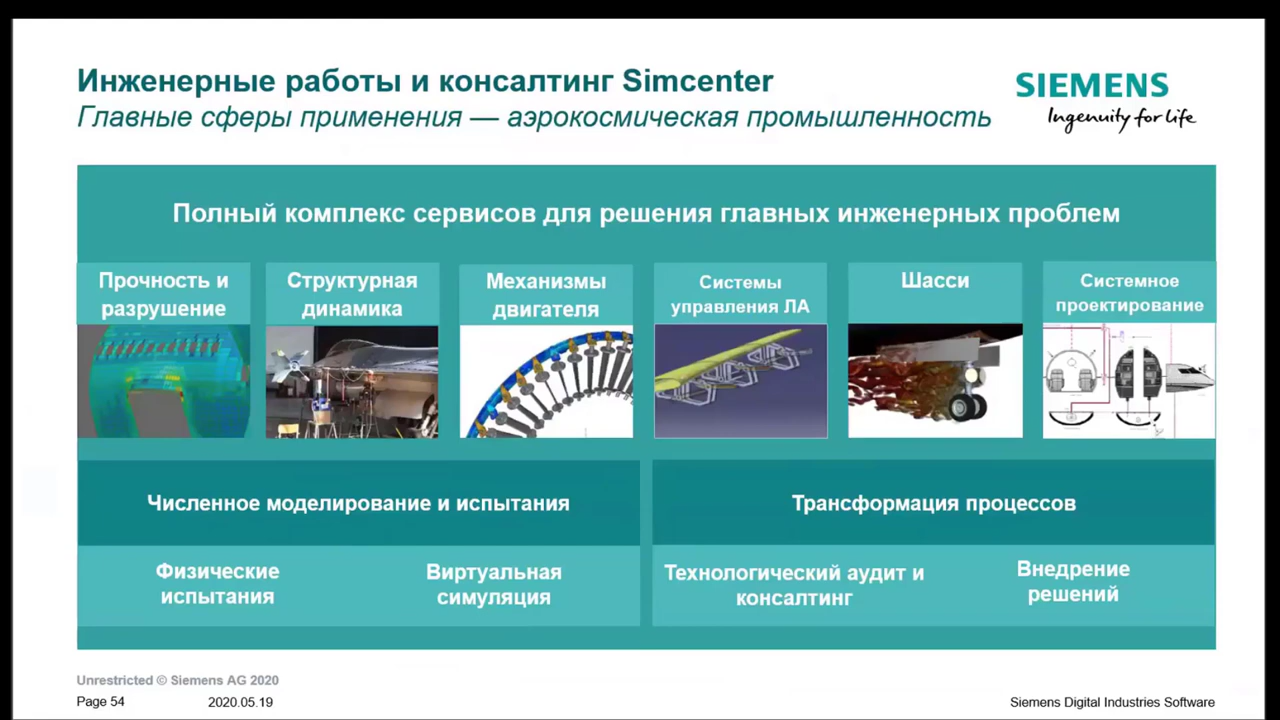 Инженерные работы и консалтинг Simcenter
Главные сферы применения — аэрокосмическая промышленность
SIEMENS
Ingenuity for life
Полный комплекс сервисов для решения главных инженерных проблем
Прочность и
разрушение
Структурная
динамика
Механизмы
двигателя
Системы
управления ЛА
Шасси
Системное
проектирование
Численное моделирование и испытания
Трансформация процессов
Физические
испытания
Виртуальная
симуляция
Технологический аудит и
консалтинг
Внедрение
решений
Unrestricted © Siemens AG 2020
Page 54
2020.05.19
Siemens Digital Industries Software